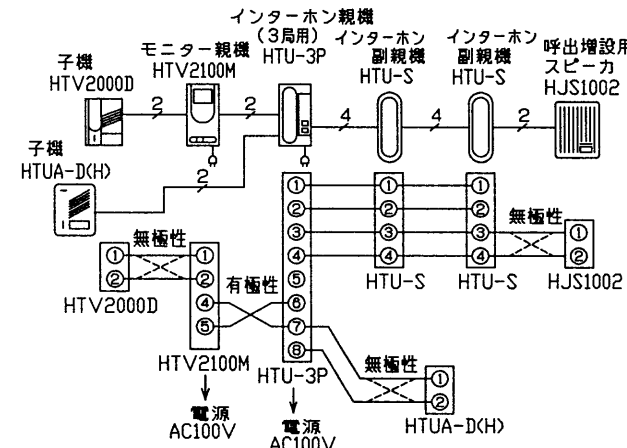 インターホン親機
(3局用)
HTU-3P
モニター親機
HTV2100M
子機
HTV2000D
インターホン
副親機
HTU-S
インターホン
副親機
HTU-S
呼出増設用
スピーカ
HJS1002
2
2
4
4
2
子機
HTUA-D(H)
2
① ① ①
② ② ②
③ ③ ③ 無極性 ①
④ ④ ④ ②
⑤
⑥
⑦
⑧
HTU-S
HTU-S
HJS1002
無極性
① ①
② ②
④
⑤
有極性
HTV2000D
HTV2100M
HTU-3P
無極性
①
②
HTUA-D(H)
電源
AC100V
電源
AC100V